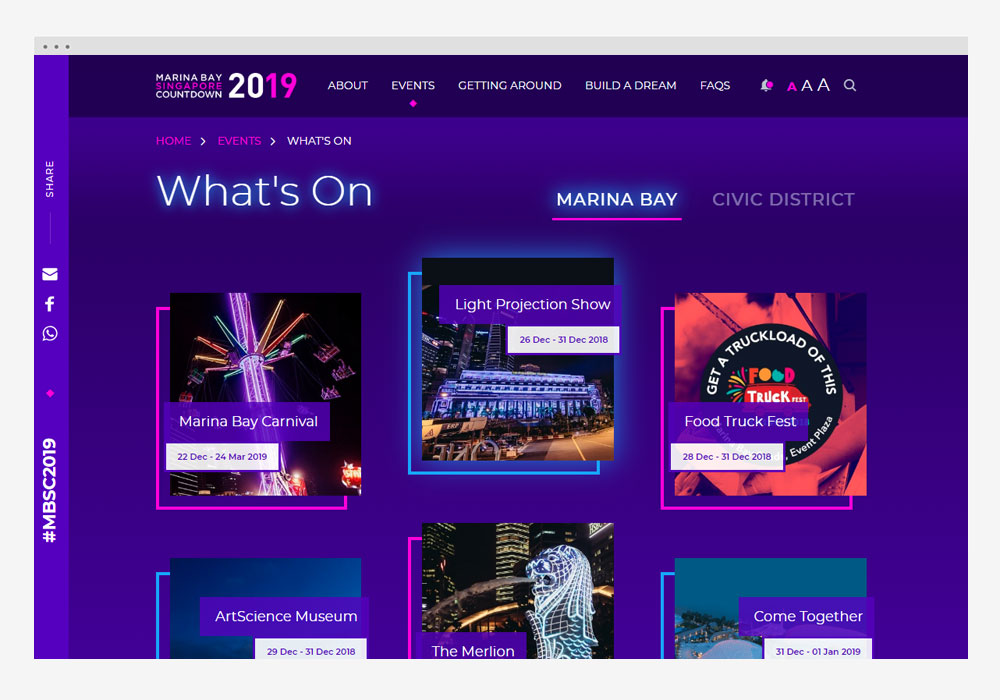 MARINA BAY
SINGAPORE
COUNTDOWN
2019
ABOUT
EVENTS
GETTING AROUND
BUILD A DREAM
FAQS
A A A
HOME > EVENTS > WHAT'S ON
What's On
MARINA BAY
CIVIC DISTRICT
SHARE
#MBSC2019
Marina Bay Carnival
22 Dec - 24 Mar 2019
Light Projection Show
26 Dec - 31 Dec 2018
ERP
GET A TRUCKLOAD OF THIS
FOOD
TRUCK
FEST
, Event Plaza
Food Truck Fest
28 Dec - 31 Dec 2018
ArtScience Museum
29 Dec - 31 Dec 2018
The Merlion
Come Together
31 Dec - 01 Jan 2019